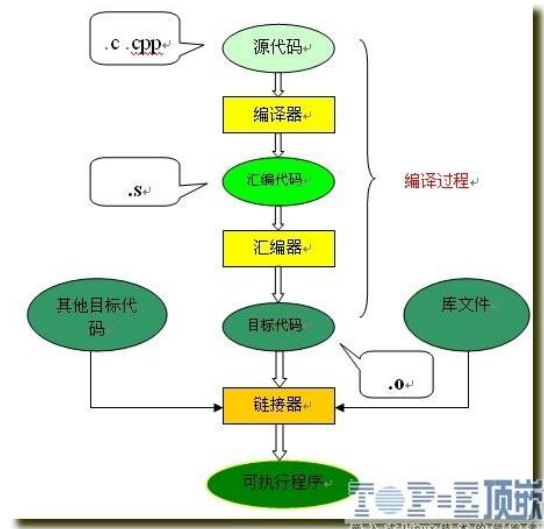 .c .cpp
源代码
编译器
.s
汇编代码
编译过程
汇编器
其他目标代
码
目标代码
库文件
.o
链接器
可执行程序
TOP-E顶嵌